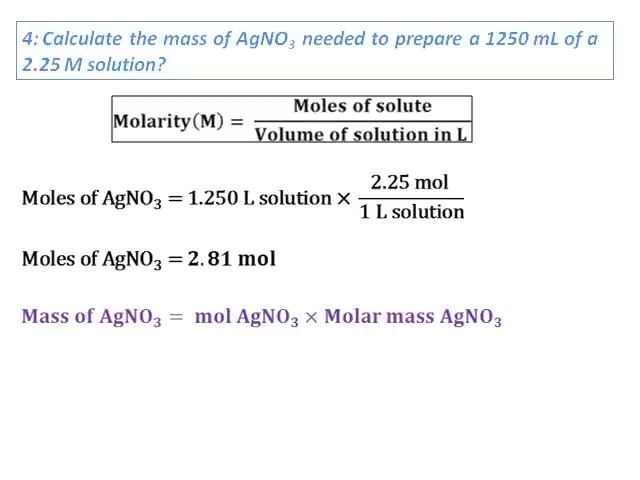 4: Calculate the mass of AgNO₃ needed to prepare a 1250 mL of a
2.25 M solution?
Molarity(M) = Moles of solute / Volume of solution in L
Moles of AgNO₃ = 1.250 L solution × 2.25 mol / 1 L solution
Moles of AgNO₃ = 2.81 mol
Mass of AgNO₃ = mol AgNO₃ × Molar mass AgNO₃